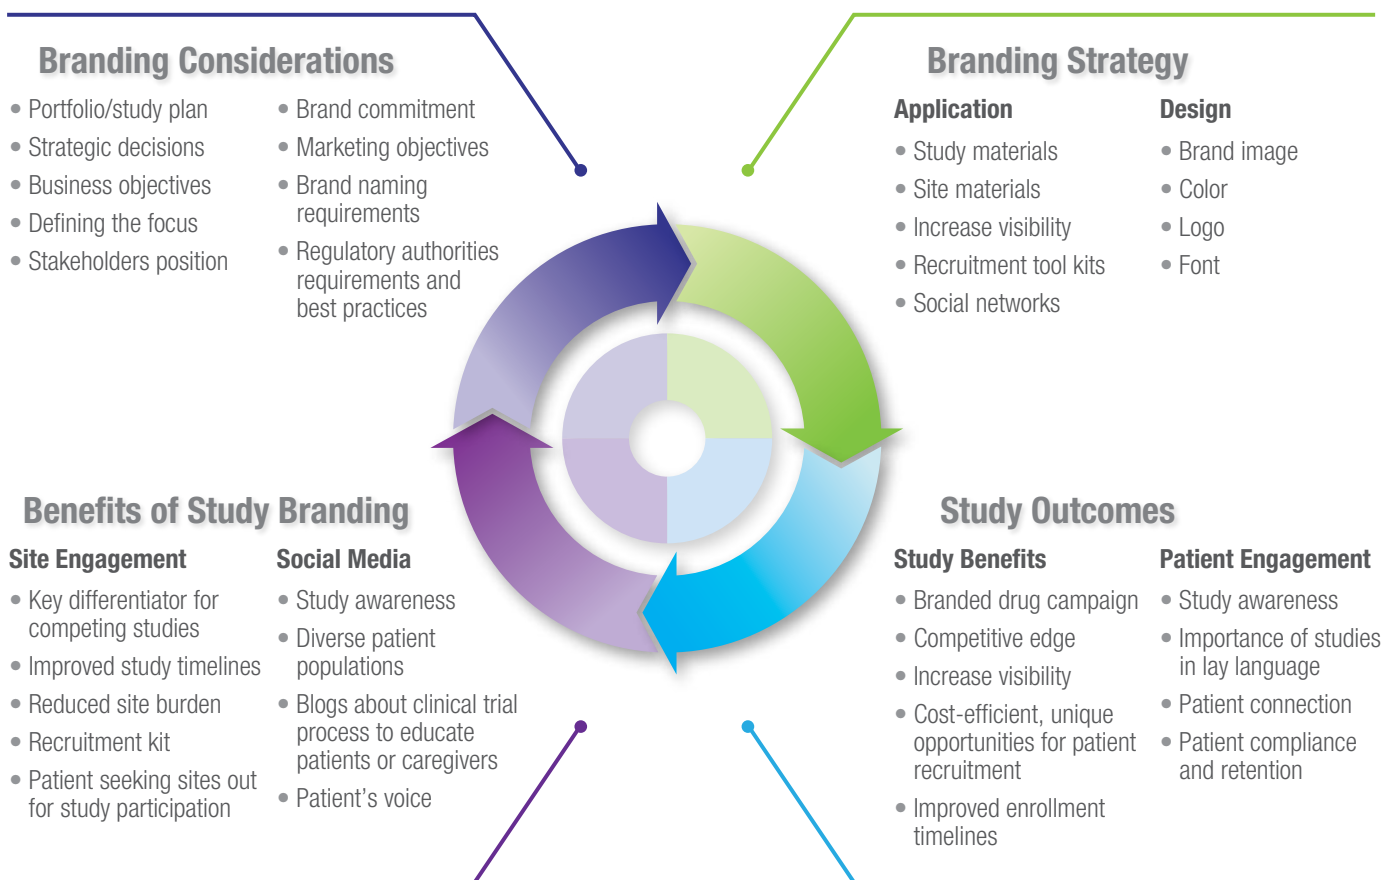 Branding Considerations
• Portfolio/study plan
• Strategic decisions
• Business objectives
• Defining the focus
• Stakeholders position
• Brand commitment
• Marketing objectives
• Brand naming
requirements
• Regulatory authorities
requirements and
best practices
Branding Strategy
Application
• Study materials
• Site materials
• Increase visibility
• Recruitment tool kits
• Social networks
Design
• Brand image
• Color
• Logo
• Font
Benefits of Study Branding
Site Engagement
• Key differentiator for
competing studies
• Improved study timelines
• Reduced site burden
• Recruitment kit
• Patient seeking sites out
for study participation
Social Media
• Study awareness
• Diverse patient
populations
• Blogs about clinical trial
process to educate
patients or caregivers
• Patient’s voice
Study Outcomes
Study Benefits
• Branded drug campaign
• Competitive edge
• Increase visibility
• Cost-efficient, unique
opportunities for patient
recruitment
• Improved enrollment
timelines
Patient Engagement
• Study awareness
• Importance of studies
in lay language
• Patient connection
• Patient compliance
and retention